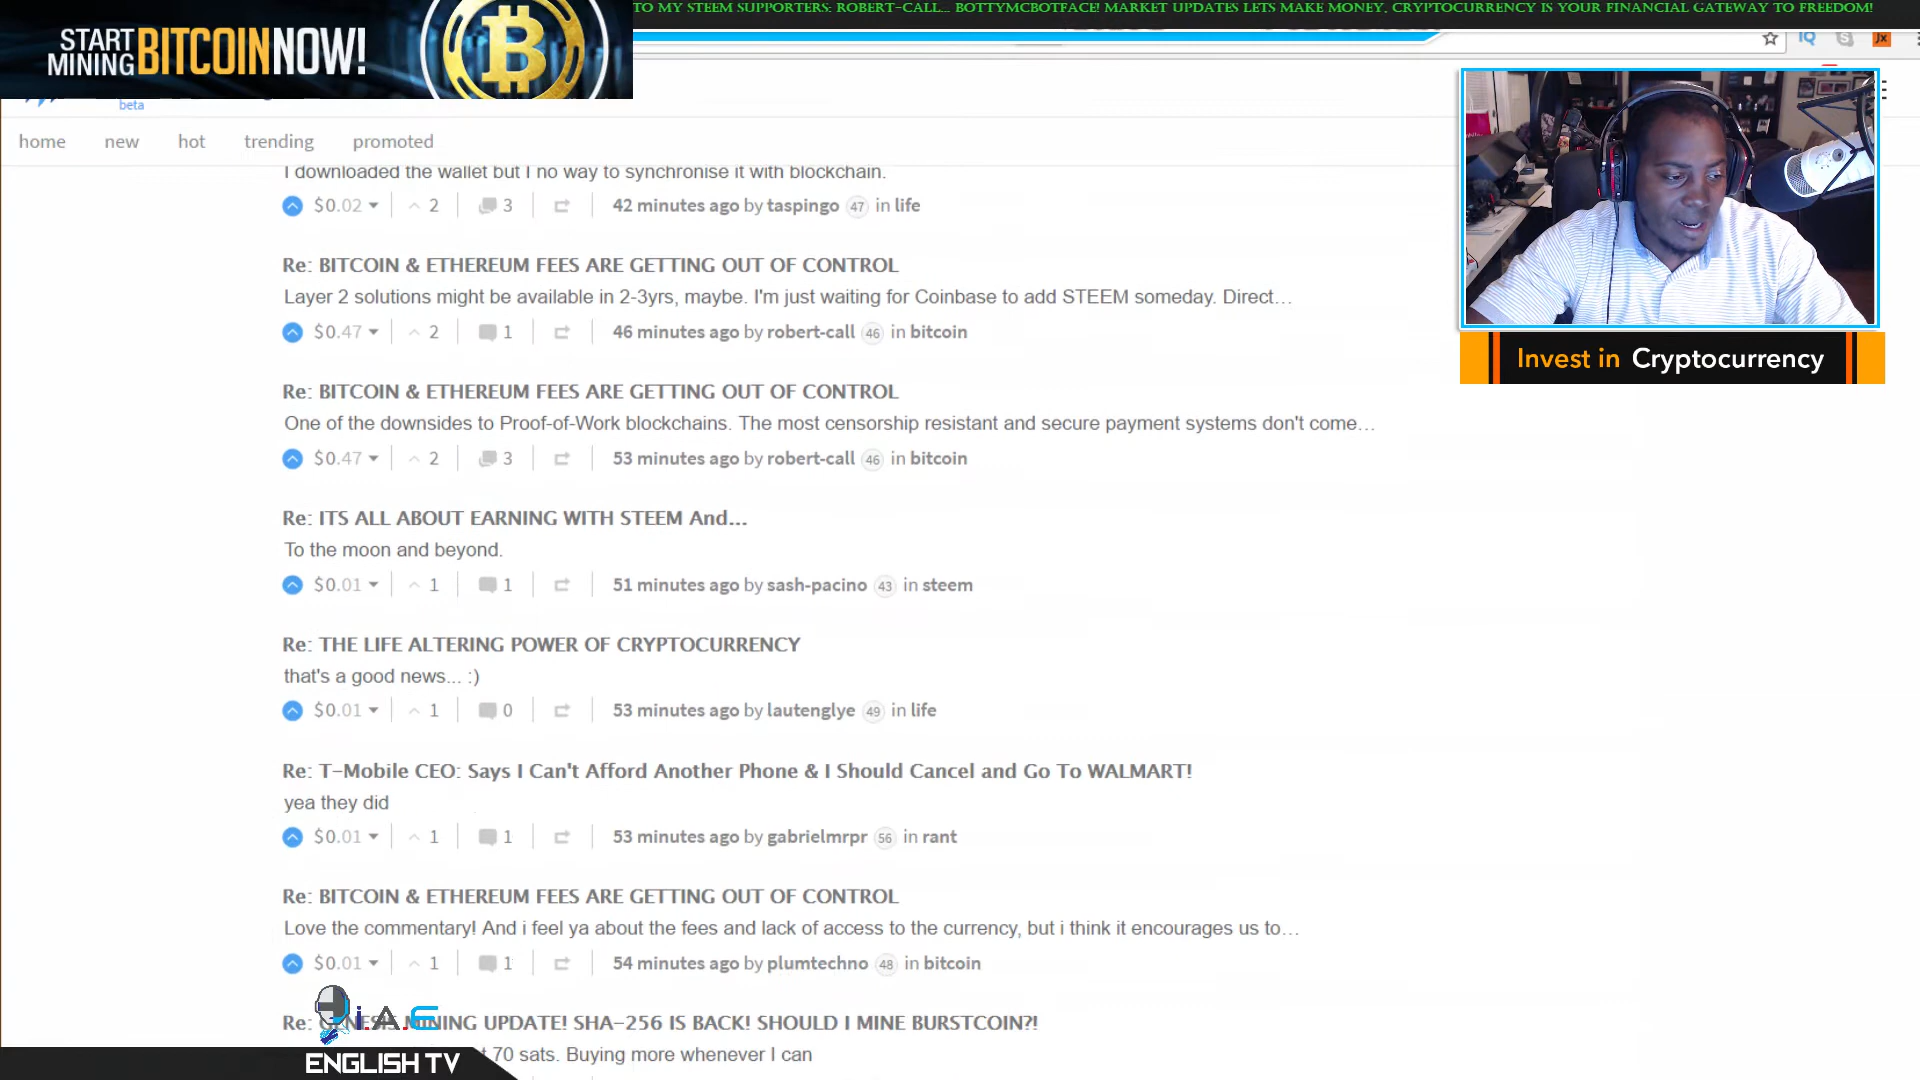 TO MY STEEM SUPPORTERS: ROBERT-CALL... BOTTYMCBOTFACE! MARKET UPDATES LETS MAKE MONEY, CRYPTOCURRENCY IS YOUR FINANCIAL GATEWAY TO FREEDOM!
START MINING BITCOIN NOW!
IQ
JX
beta
home new hot trending promoted
I downloaded the wallet but I no way to synchronise it with blockchain.
$0.02 2 3 42 minutes ago by taspingo 47 in life
Re: BITCOIN & ETHEREUM FEES ARE GETTING OUT OF CONTROL
Layer 2 solutions might be available in 2-3yrs, maybe. I'm just waiting for Coinbase to add STEEM someday. Direct…
$0.47 2 1 46 minutes ago by robert-call 46 in bitcoin
Invest in Cryptocurrency
Re: BITCOIN & ETHEREUM FEES ARE GETTING OUT OF CONTROL
One of the downsides to Proof-of-Work blockchains. The most censorship resistant and secure payment systems don't come…
$0.47 2 3 53 minutes ago by robert-call 46 in bitcoin
Re: ITS ALL ABOUT EARNING WITH STEEM And...
To the moon and beyond.
$0.01 1 1 51 minutes ago by sash-pacino 43 in steem
Re: THE LIFE ALTERING POWER OF CRYPTOCURRENCY
that's a good news... :)
$0.01 1 0 53 minutes ago by lautenglye 49 in life
Re: T-Mobile CEO: Says I Can't Afford Another Phone & I Should Cancel and Go To WALMART!
yea they did
$0.01 1 1 53 minutes ago by gabrielmrpr 56 in rant
Re: BITCOIN & ETHEREUM FEES ARE GETTING OUT OF CONTROL
Love the commentary! And i feel ya about the fees and lack of access to the currency, but i think it encourages us to…
$0.01 1 1 54 minutes ago by plumtechno 48 in bitcoin
i.A.E
Re: MINING UPDATE! SHA-256 IS BACK! SHOULD I MINE BURSTCOIN?!
70 sats. Buying more whenever I can
ENGLISH TV